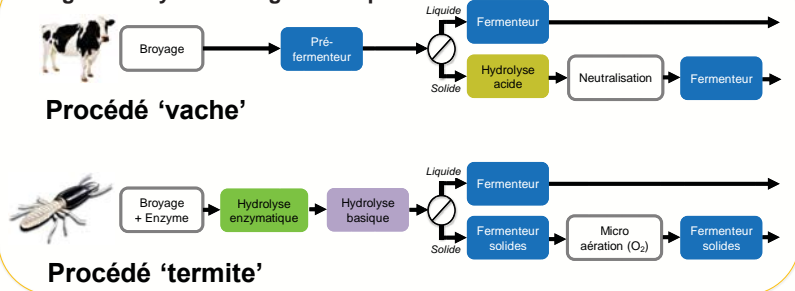 Liquide
Fermenteur
Broyage
Pré-
fermenteur
Hydrolyse
acide
Neutralisation
Fermenteur
Solide
Procédé ‘vache’
Liquide
Fermenteur
Broyage
+ Enzyme
Hydrolyse
enzymatique
Hydrolyse
basique
Fermenteur
solides
Micro
aération (O₂)
Fermenteur
solides
Solide
Procédé ‘termite’